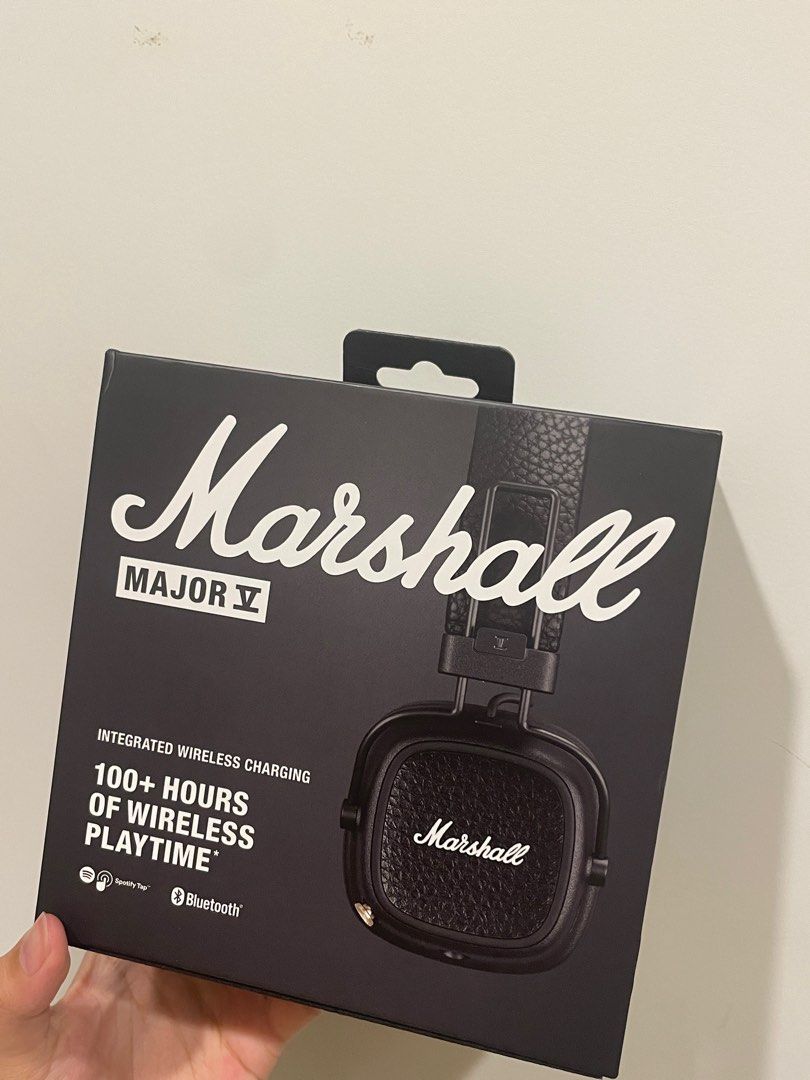 Marshall
MAJOR V
INTEGRATED WIRELESS CHARGING
100+ HOURS
OF WIRELESS
PLAYTIME*
Spotify Tap™
Bluetooth®
Marshall